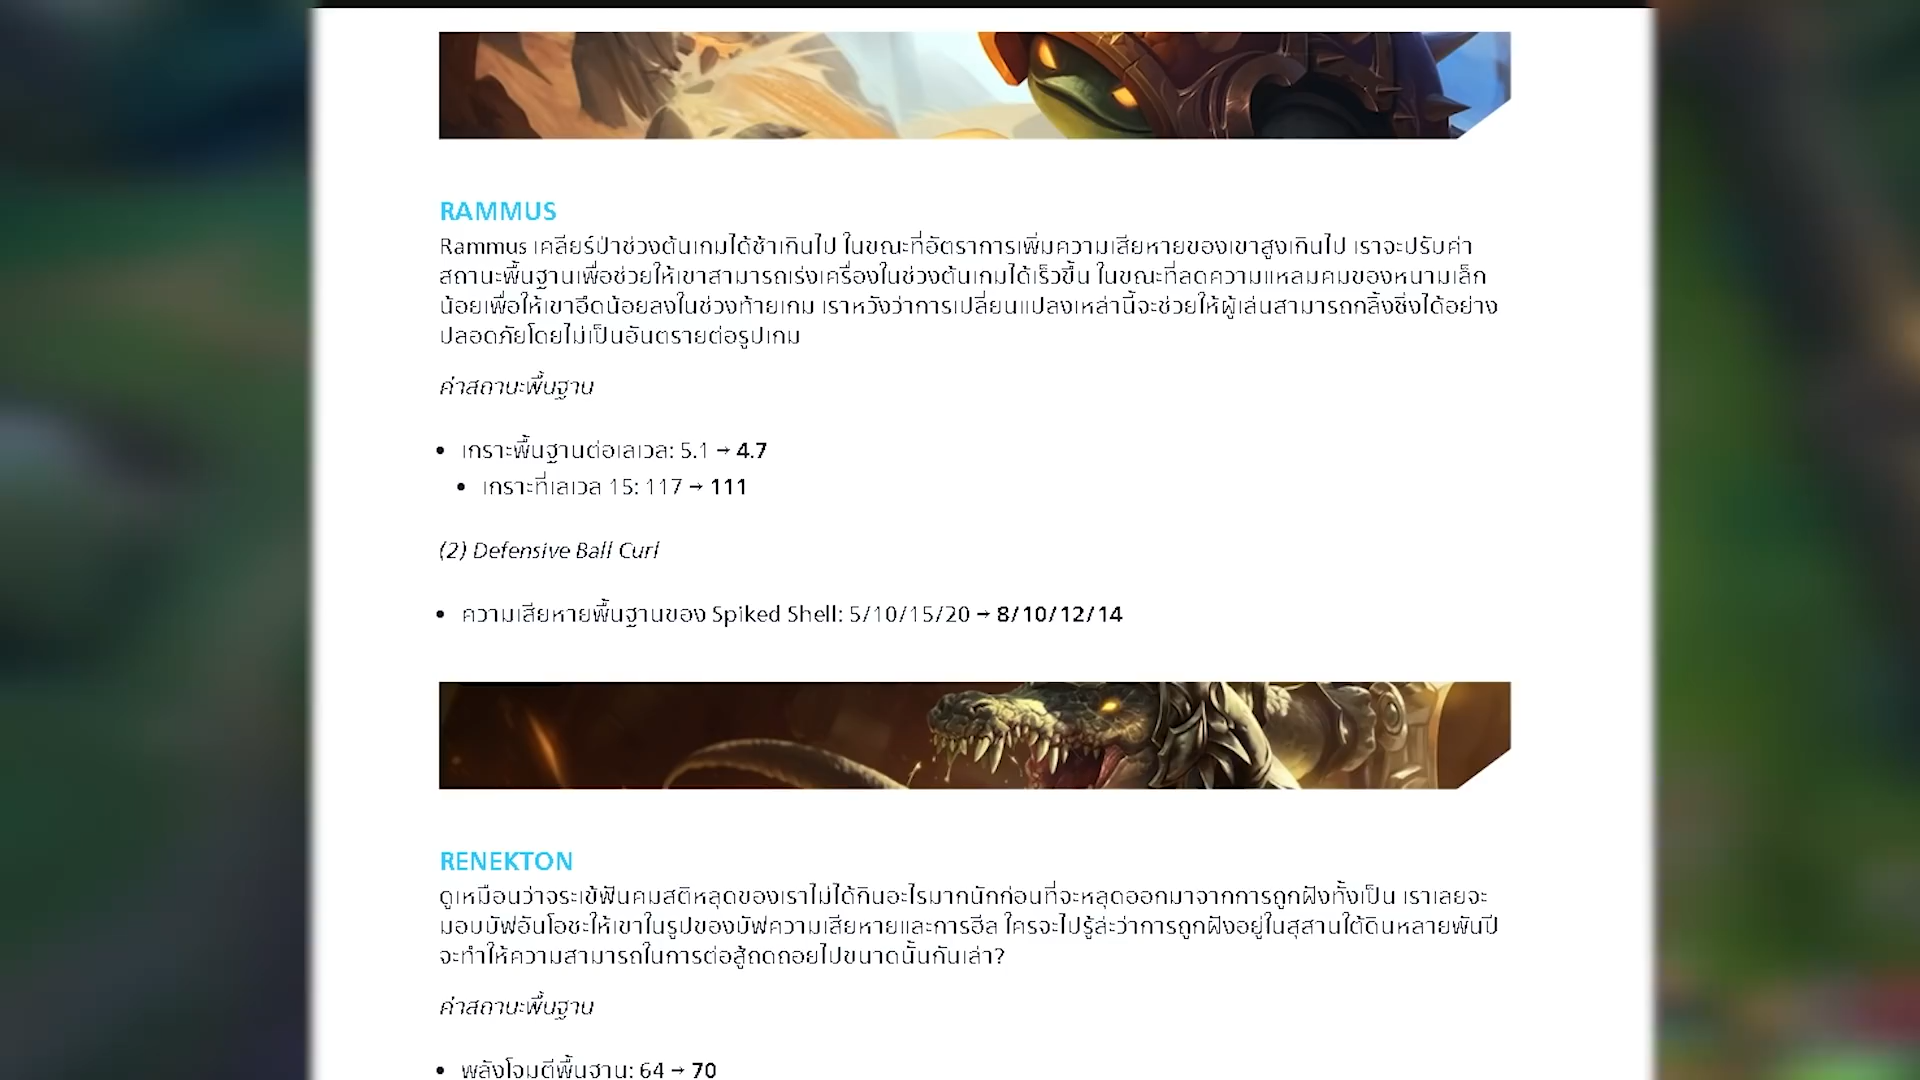 RAMMUS
Rammus เคลียร์ป่าช่วงต้นเกมได้ช้าเกินไป ในขณะที่อัตราการเพิ่มความเสียหายของเขาสูงเกินไป เราจะปรับค่า
สถานะพื้นฐานเพื่อช่วยให้เขาสามารถเร่งเครื่องในช่วงต้นเกมได้เร็วขึ้น ในขณะที่ลดความแหลมคมของหนามเล็ก
น้อยเพื่อให้เขาอึดน้อยลงในช่วงท้ายเกม เราหวังว่าการเปลี่ยนแปลงเหล่านี้จะช่วยให้ผู้เล่นสามารถกลิ้งซิ่งได้อย่าง
ปลอดภัยโดยไม่เป็นอันตรายต่อรูปเกม
ค่าสถานะพื้นฐาน
• เกราะพื้นฐานต่อเลเวล: 5.1 → 4.7
• เกราะที่เลเวล 15: 117 → 111
(2) Defensive Ball Curl
• ความเสียหายพื้นฐานของ Spiked Shell: 5/10/15/20 → 8/10/12/14
RENEKTON
ดูเหมือนว่าจระเข้ฟันคมสติหลุดของเราไม่ได้กินอะไรมากนักก่อนที่จะหลุดออกมาจากการถูกฝังทั้งเป็น เราเลยจะ
มอบบัฟอันโอชะให้เขาในรูปของบัฟความเสียหายและการฮีล ใครจะไปรู้ล่ะว่าการถูกฝังอยู่ในสุสานใต้ดินหลายพันปี
จะทำให้ความสามารถในการต่อสู้ถดถอยไปขนาดนั้นกันเล่า?
ค่าสถานะพื้นฐาน
• พลังโจมตีพื้นฐาน: 64 → 70